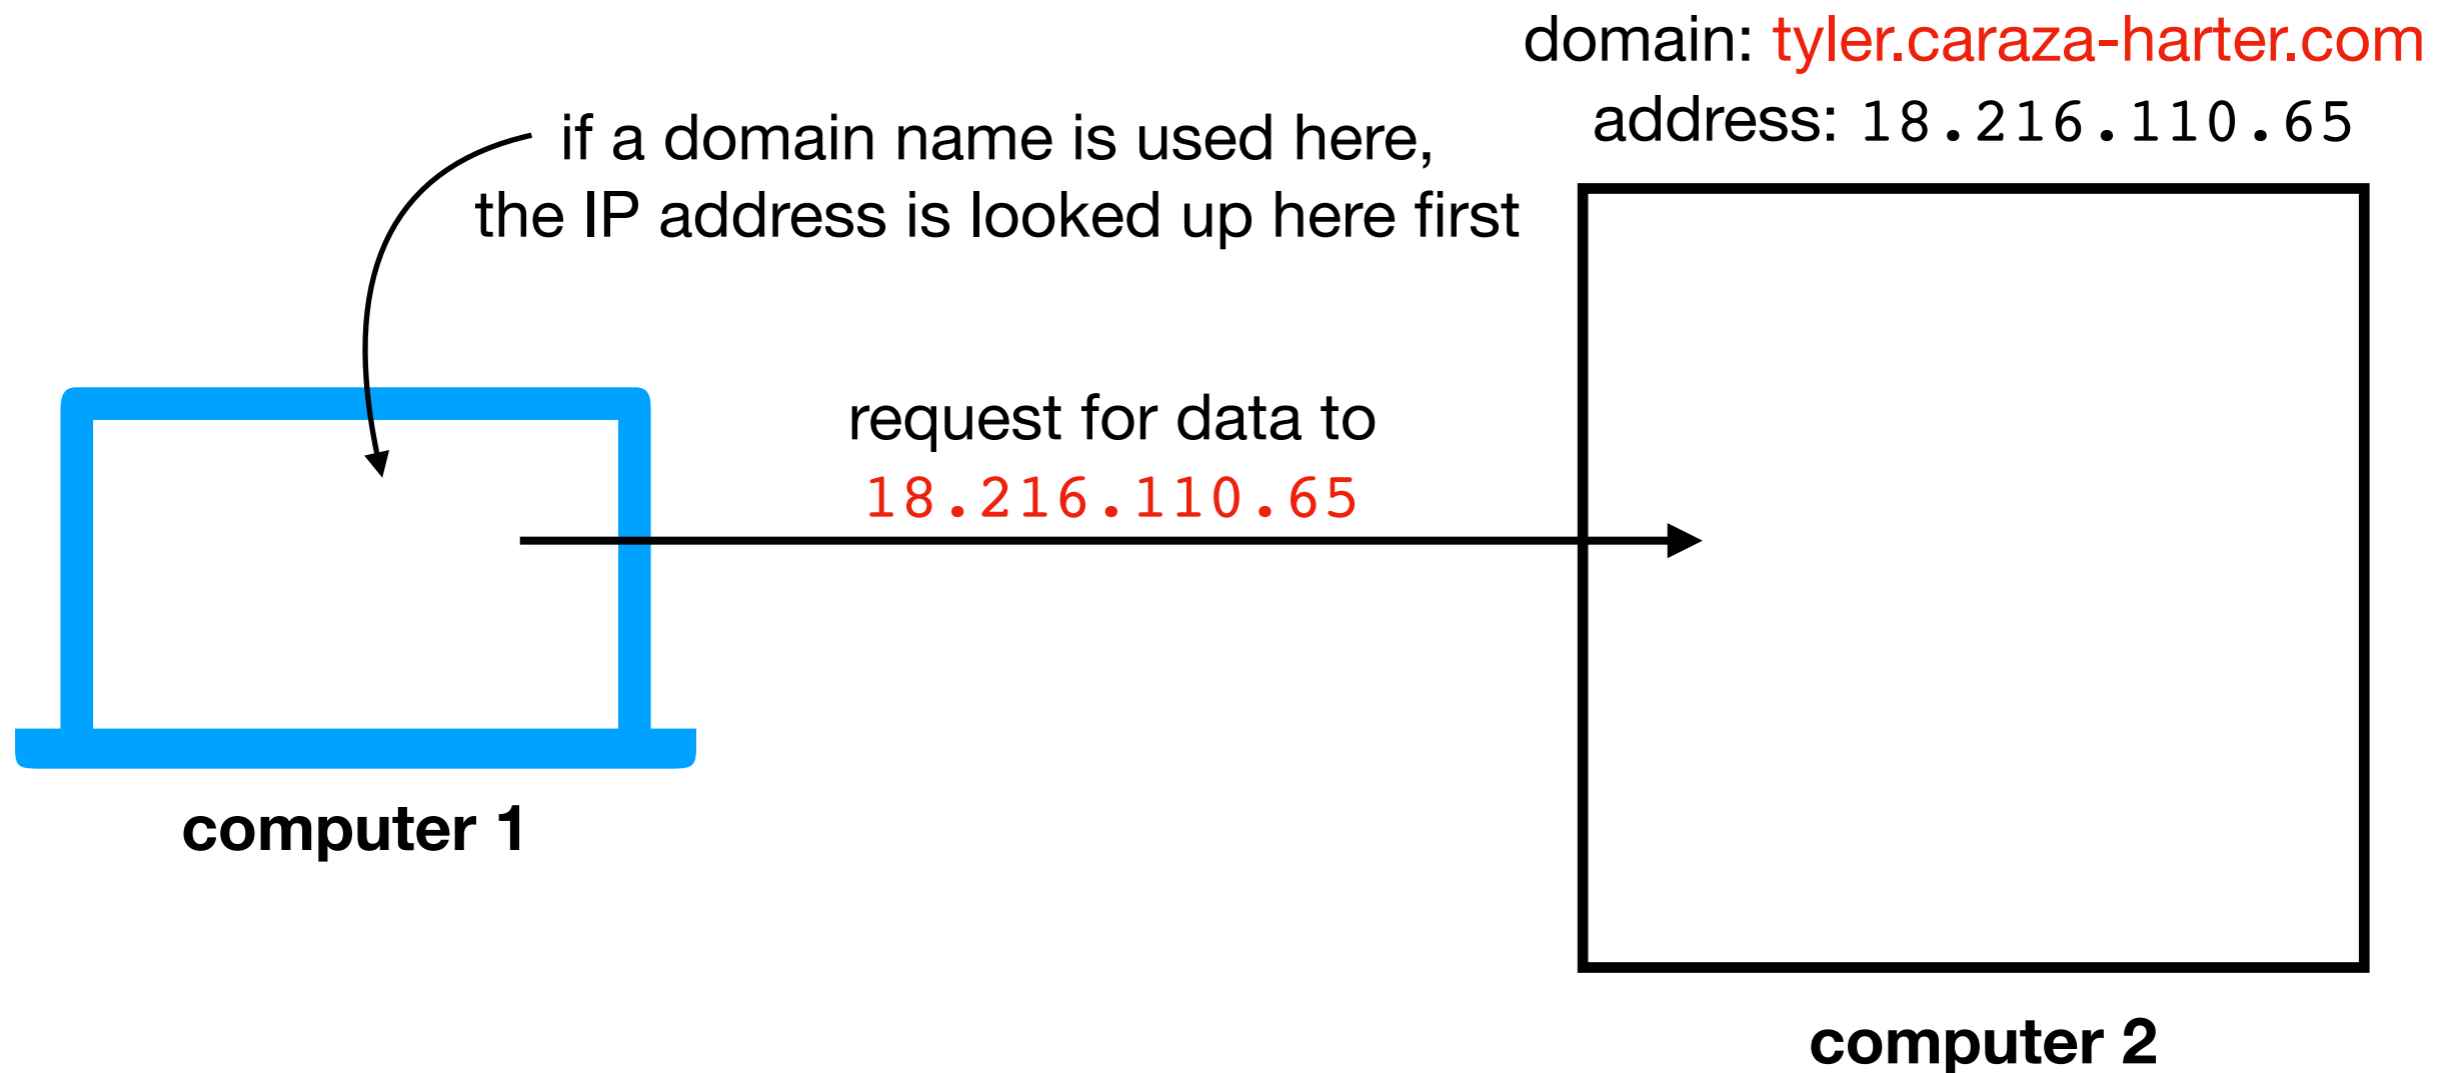 domain: tyler.caraza-harter.com
address: 18.216.110.65
if a domain name is used here,
the IP address is looked up here first
request for data to
18.216.110.65
computer 1
computer 2